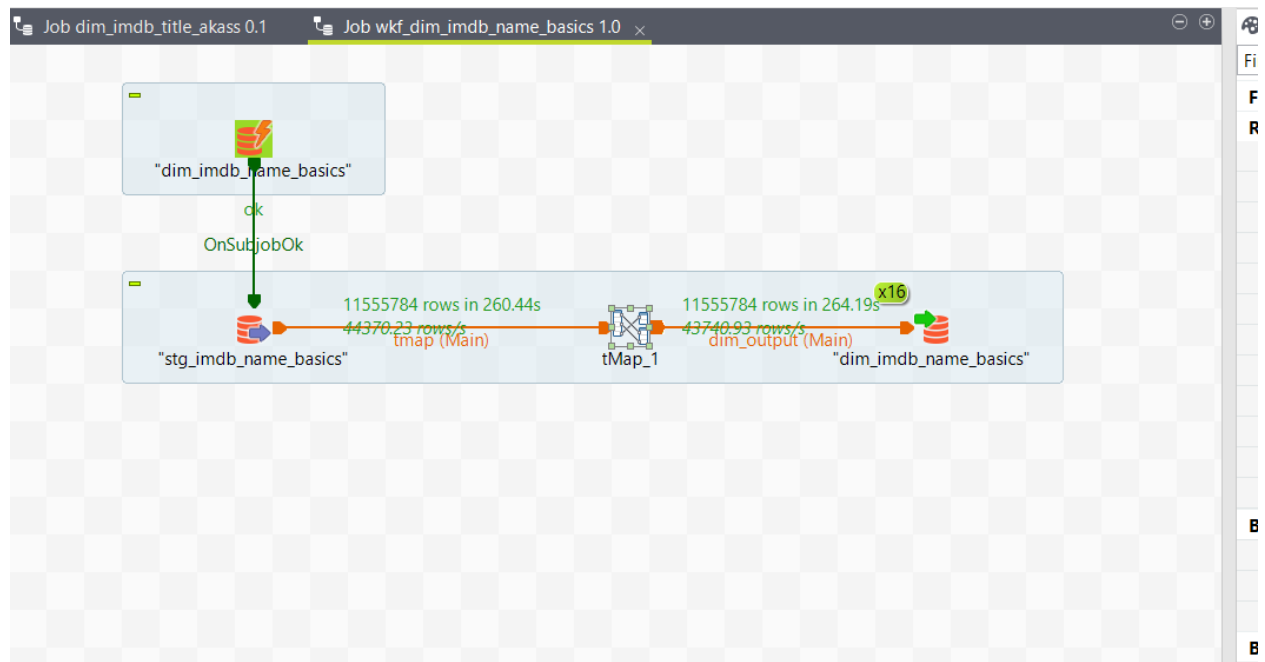 Job dim_imdb_title_akass 0.1
Job wkf_dim_imdb_name_basics 1.0
Fi
F
R
"dim_imdb_name_basics"
ok
OnSubjobOk
11555784 rows in 260.44s
44370.23 rows/s
tmap (Main)
11555784 rows in 264.19s
x16
43740.93 rows/s
dim_output (Main)
"stg_imdb_name_basics"
tMap_1
"dim_imdb_name_basics"
B
B